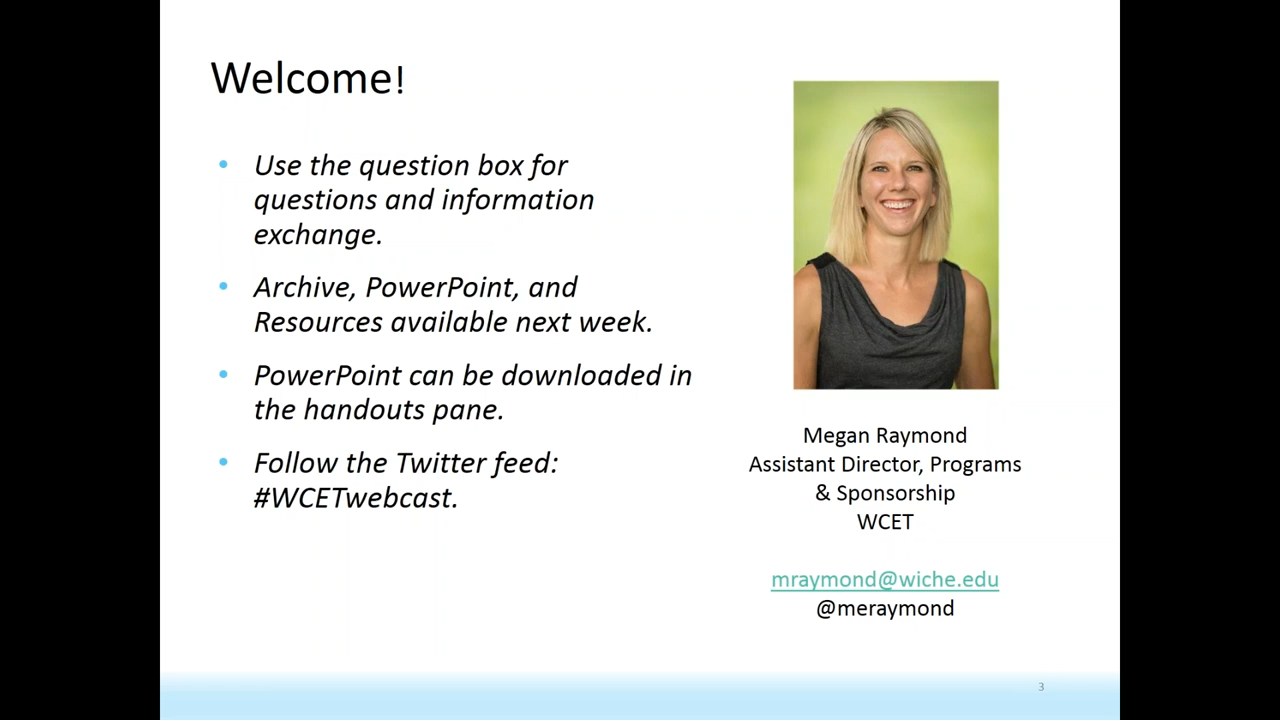 Welcome!
• Use the question box for
questions and information
exchange.
• Archive, PowerPoint, and
Resources available next week.
• PowerPoint can be downloaded in
the handouts pane.
• Follow the Twitter feed:
#WCETwebcast.
Megan Raymond
Assistant Director, Programs
& Sponsorship
WCET
mraymond@wiche.edu
@meraymond
3